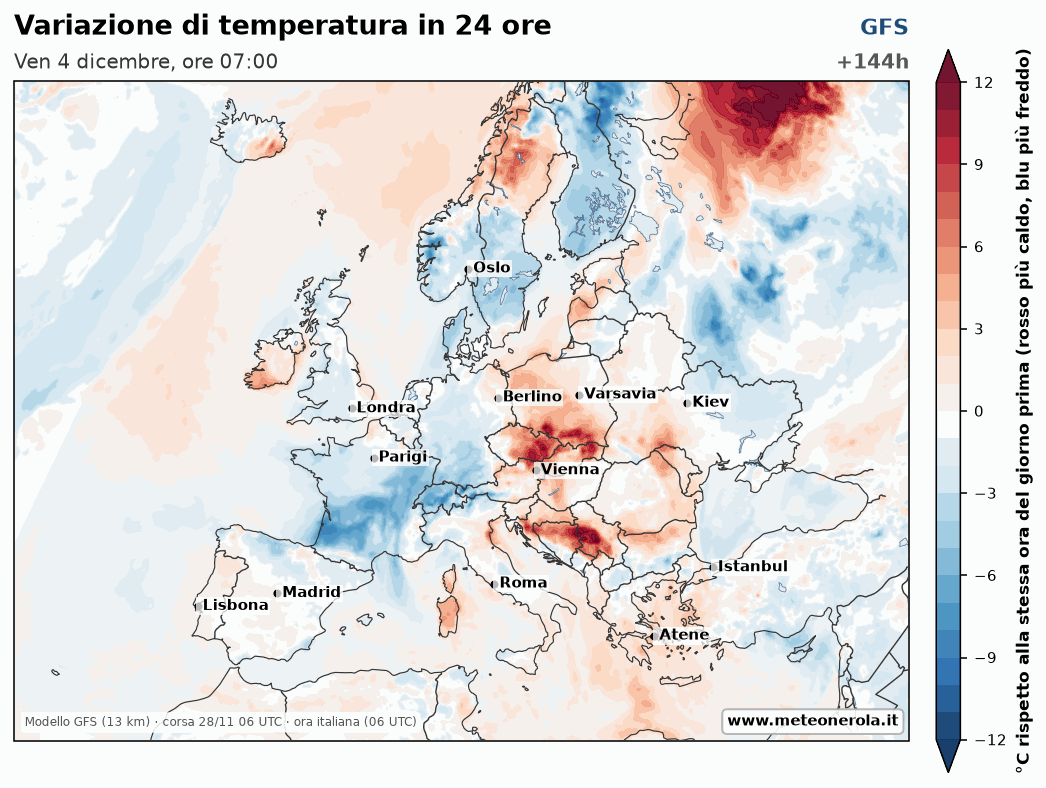 Variazione di temperatura in 24 ore
GFS
Ven 4 dicembre, ore 07:00
+144h
Oslo
Berlino
Varsavia
Kiev
Londra
Parigi
Vienna
Istanbul
Roma
Madrid
Lisbona
Atene
Modello GFS (13 km) · corsa 28/11 06 UTC · ora italiana (06 UTC)
www.meteonerola.it
12
9
6
3
0
−3
−6
−9
−12
°C rispetto alla stessa ora del giorno prima (rosso più caldo, blu più freddo)